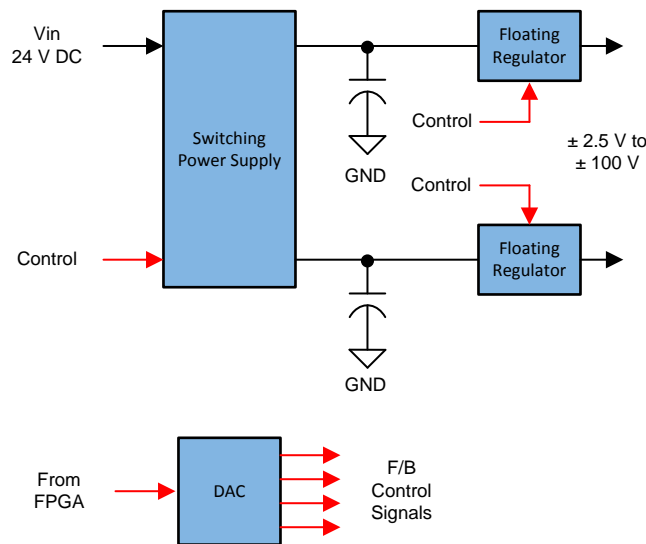 Vin
24 V DC
Floating
Regulator
Control
Switching
Power Supply
± 2.5 V to
± 100 V
GND
Control
Control
Floating
Regulator
GND
From
FPGA
DAC
F/B
Control
Signals